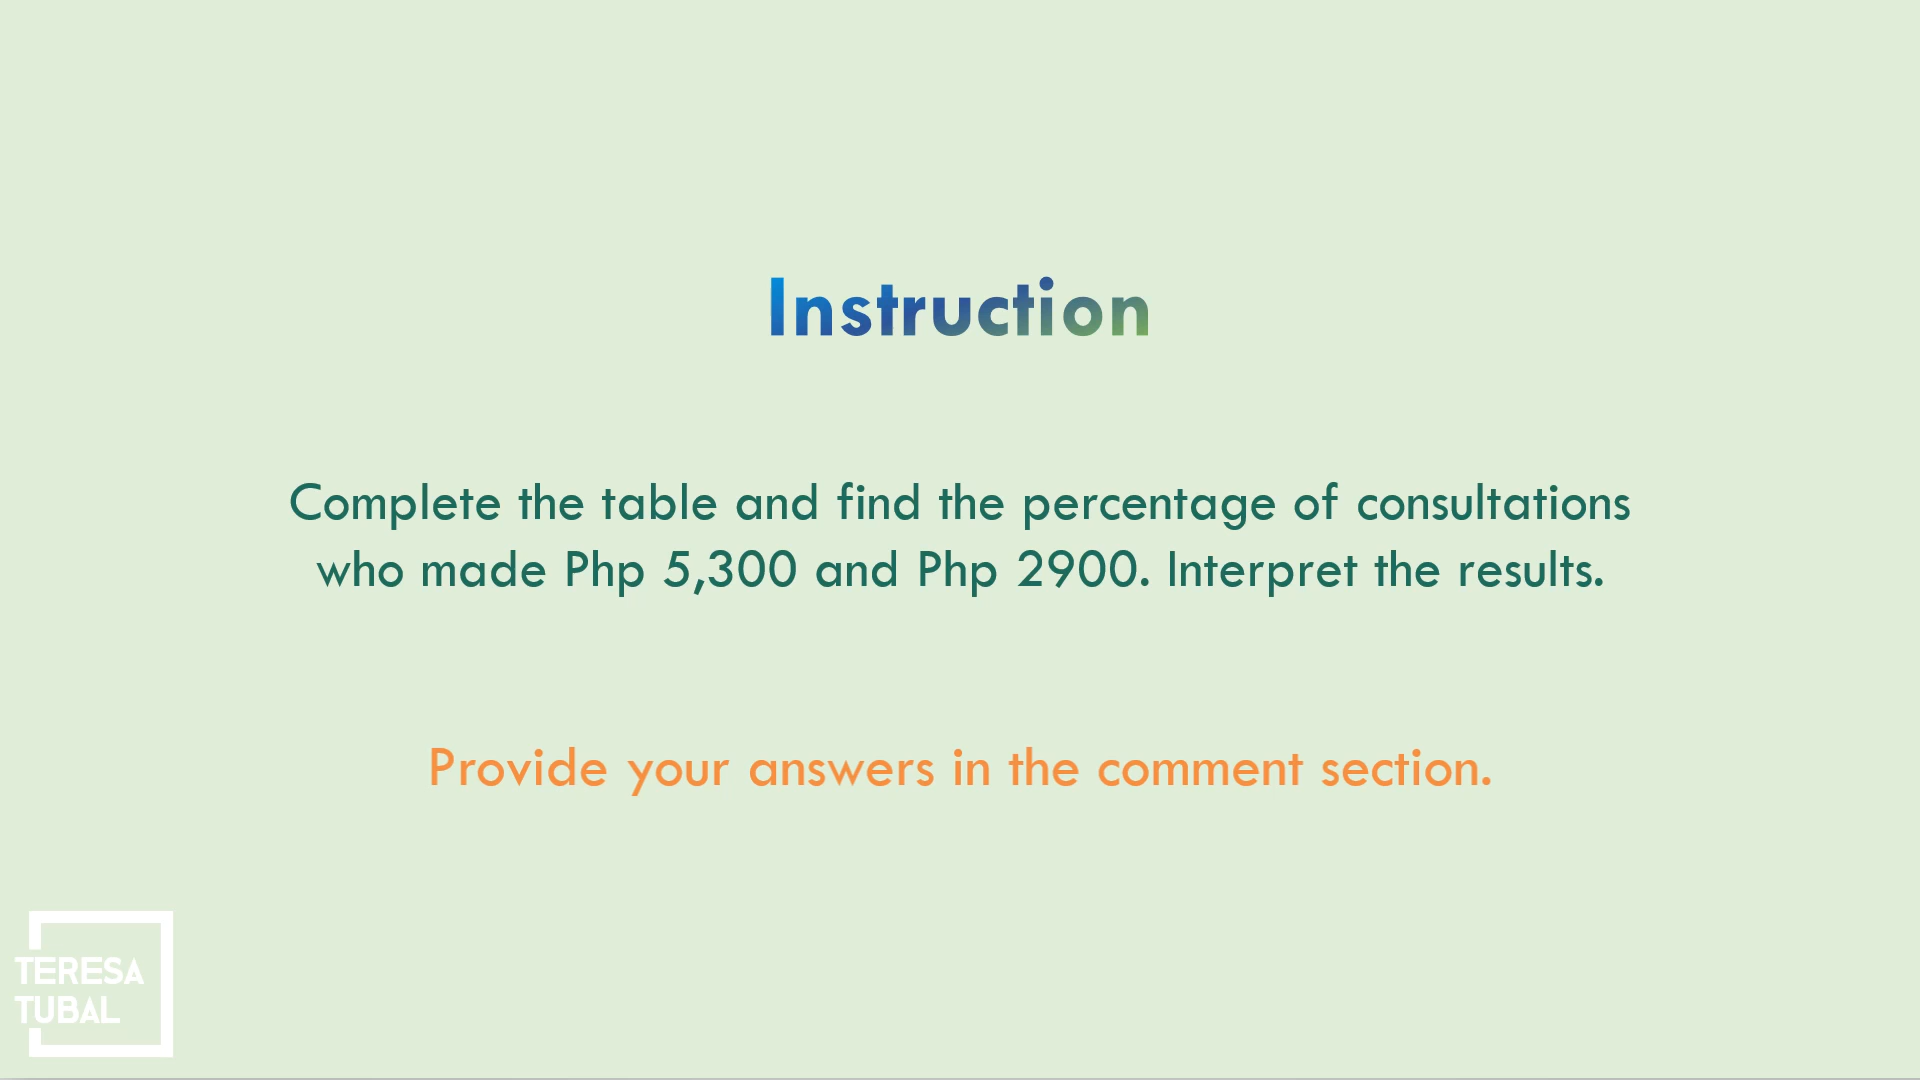 Instruction
Complete the table and find the percentage of consultations
who made Php 5,300 and Php 2900. Interpret the results.
Provide your answers in the comment section.
TERESA
TUBAL